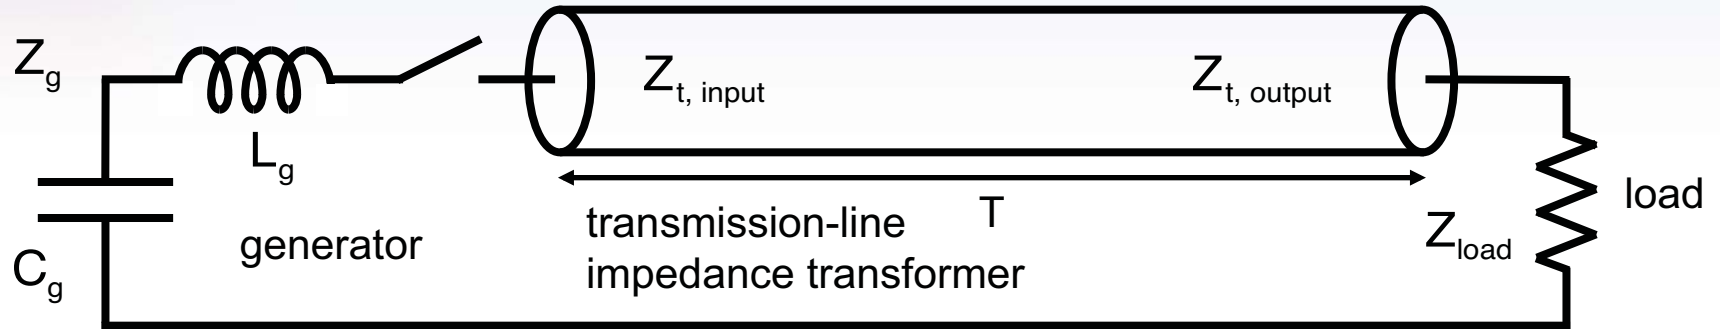 Z_g
L_g
C_g
generator
Z_t, input
Z_t, output
T
transmission-line
impedance transformer
Z_load
load